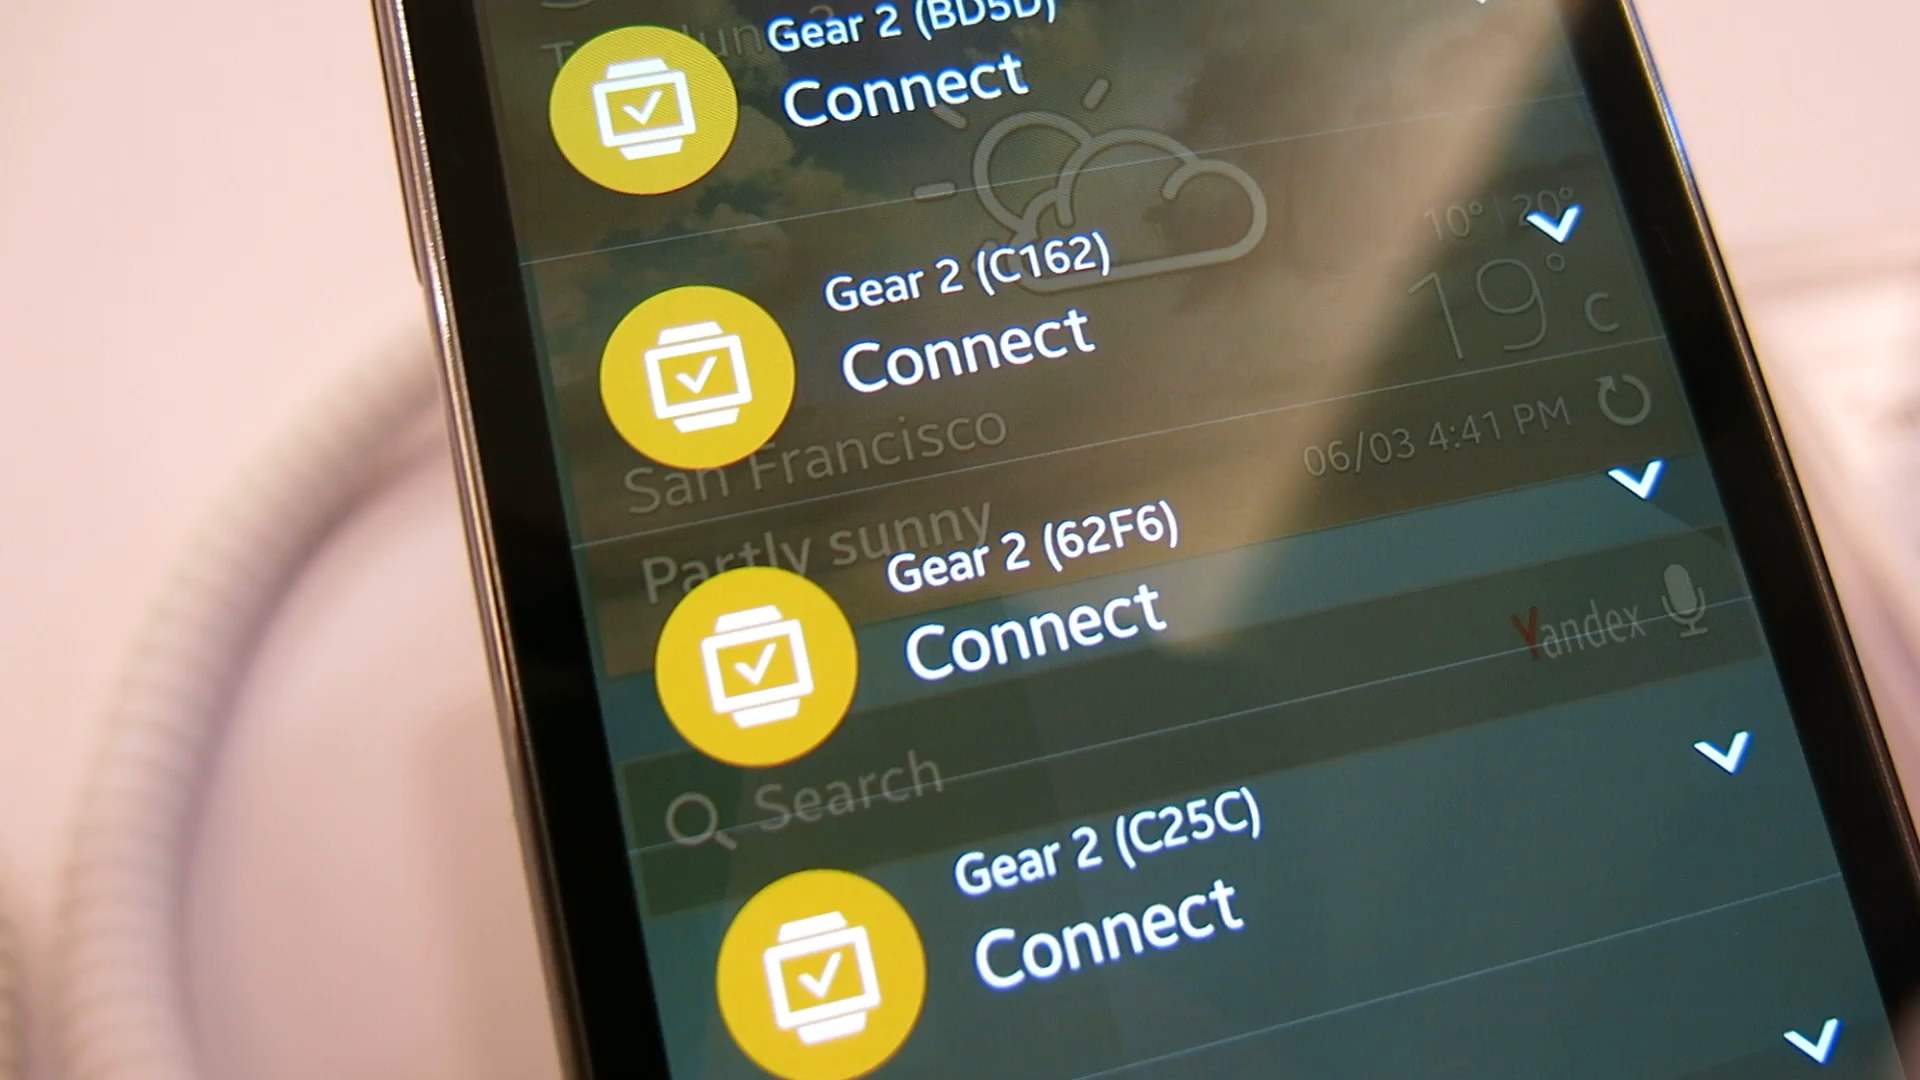 Gear 2 (BD5D)
Connect
10° | 20°
19° C
Gear 2 (C162)
Connect
San Francisco
06/03 4:41 PM
Partly sunny
Gear 2 (62F6)
Connect
Yandex
Search
Gear 2 (C25C)
Connect